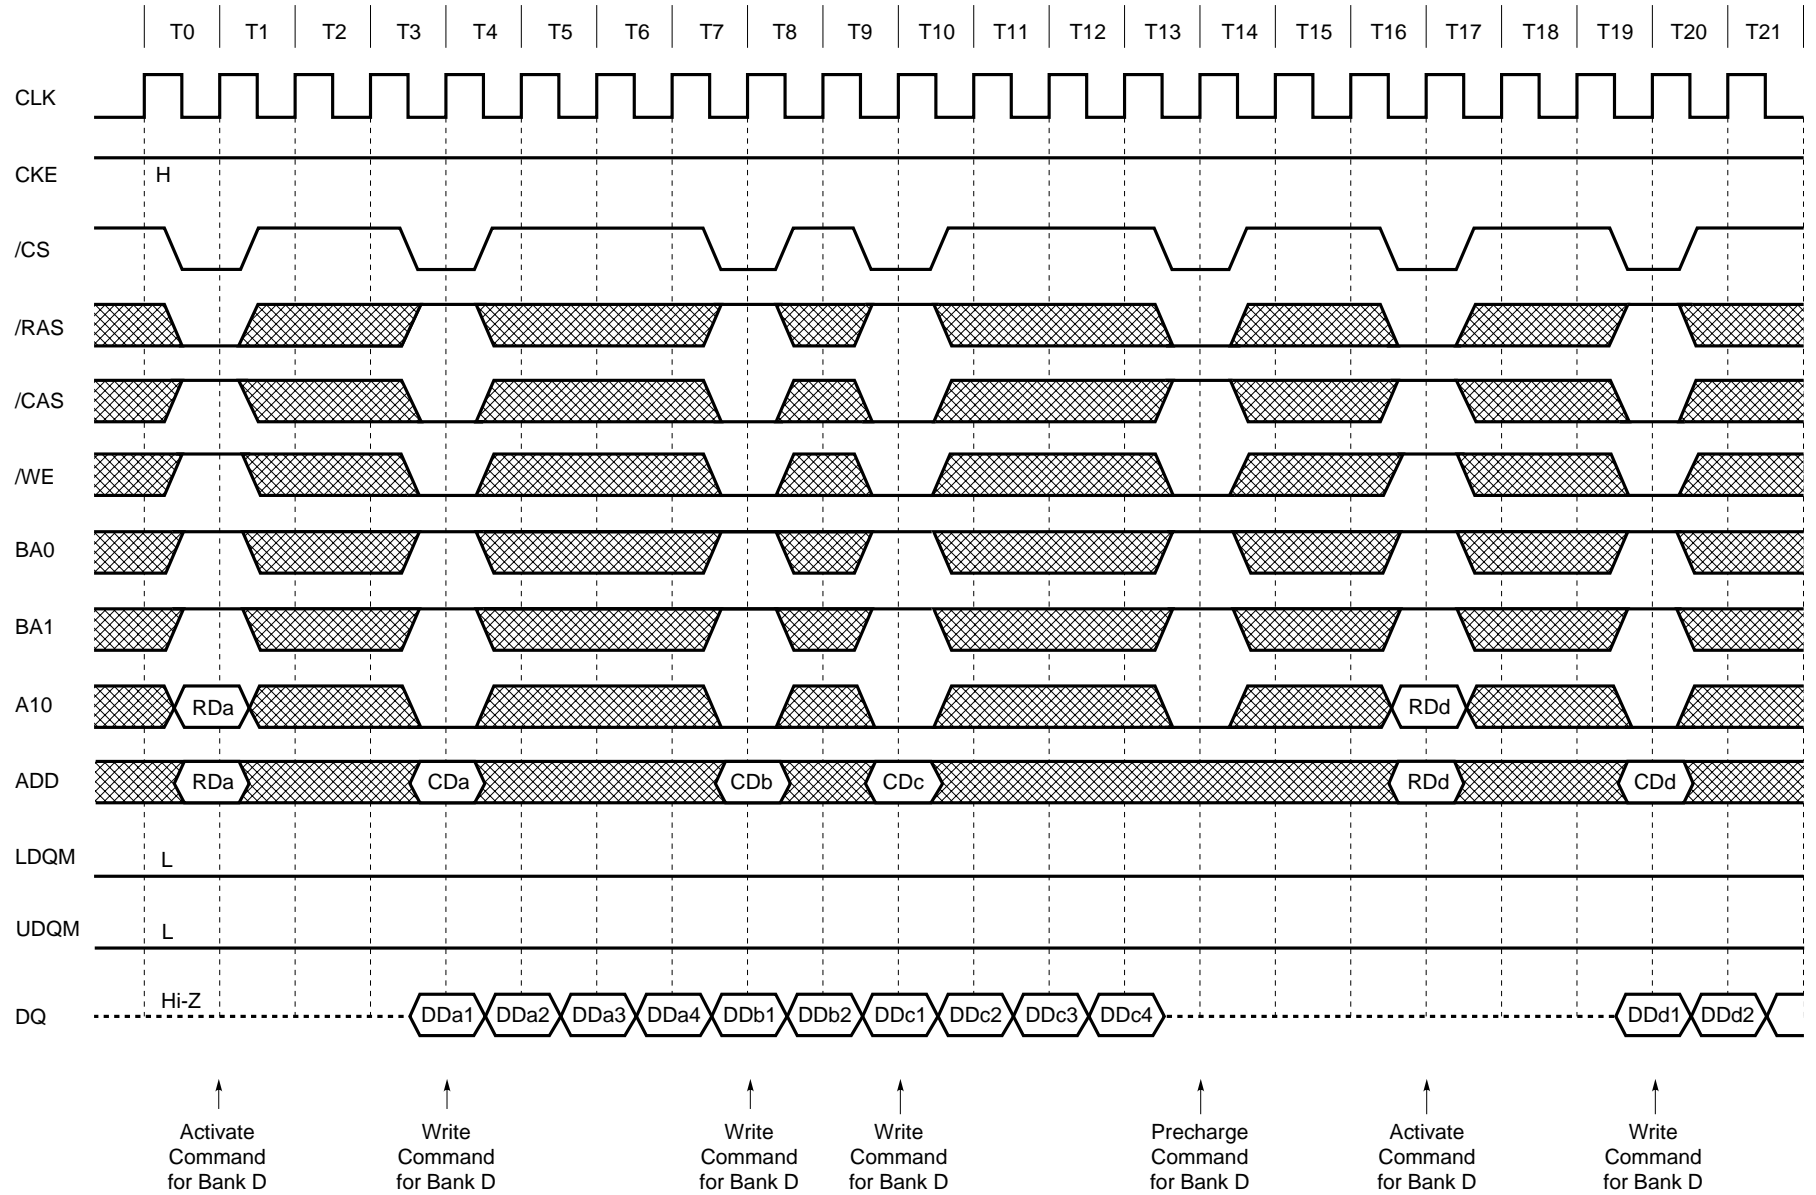 T0 T1 T2 T3 T4 T5 T6 T7 T8 T9 T10 T11 T12 T13 T14 T15 T16 T17 T18 T19 T20 T21
CLK
CKE H
/CS
/RAS
/CAS
/WE
BA0
BA1
A10 RDa RDd
ADD RDa CDa CDb CDc RDd CDd
LDQM L
UDQM L
DQ Hi-Z DDa1 DDa2 DDa3 DDa4 DDb1 DDb2 DDc1 DDc2 DDc3 DDc4 DDd1 DDd2
Activate Command for Bank D
Write Command for Bank D
Write Command for Bank D
Write Command for Bank D
Precharge Command for Bank D
Activate Command for Bank D
Write Command for Bank D